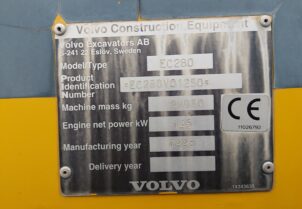 Volvo Construction Equipment
Volvo Excavators AB
-241 22 Eslöv, Sweden
Model/Type EC280
Product
Identification
Number
Machine mass kg
Engine net power kW
Manufacturing year
Delivery year
CE
VOLVO